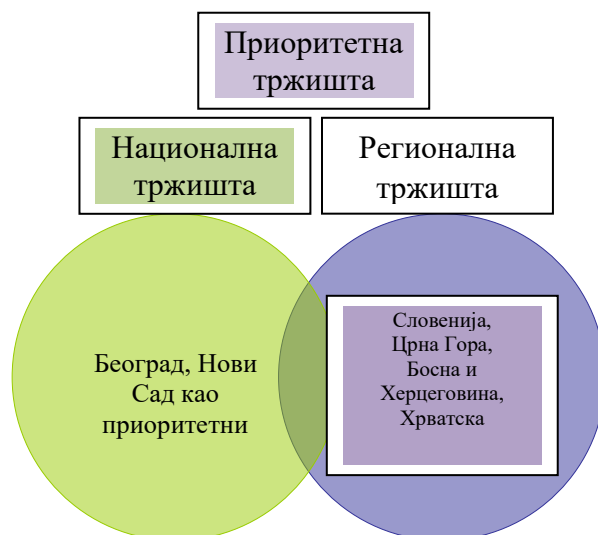 Приоритетна
тржишта
Национална
тржишта
Регионална
тржишта
Београд, Нови
Сад као
приоритетни
Словенија,
Црна Гора,
Босна и
Херцеговина,
Хрватска